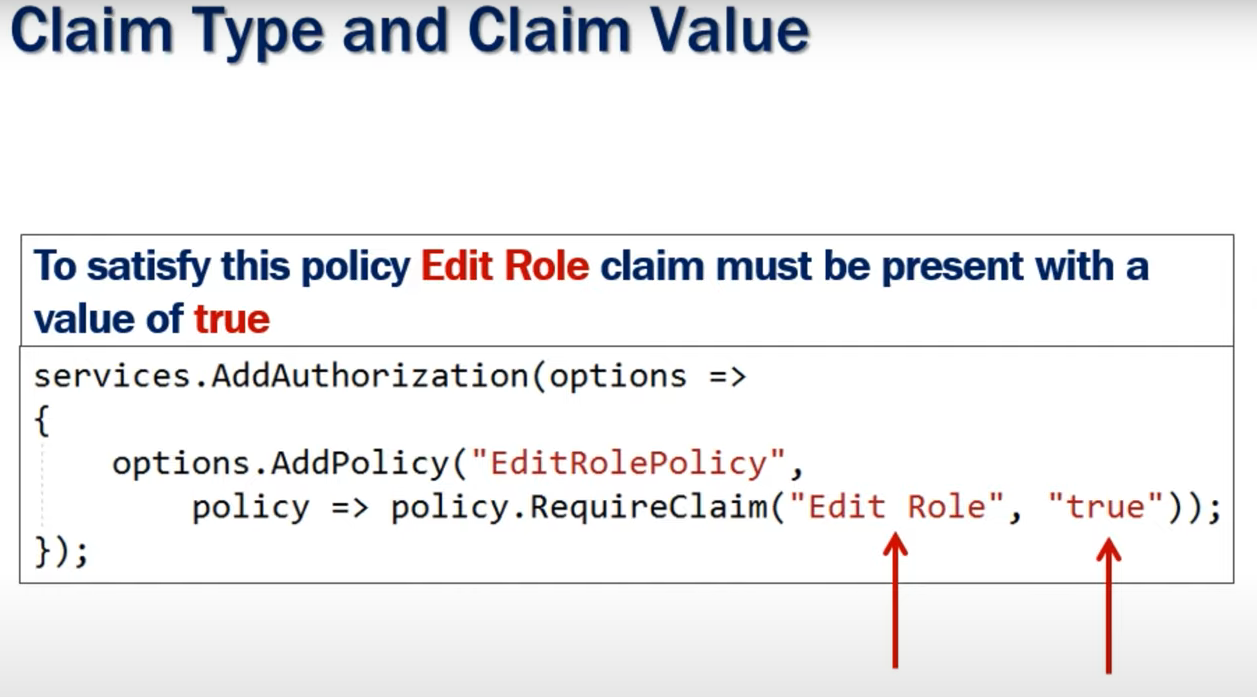 Claim Type and Claim Value
To satisfy this policy Edit Role claim must be present with a
value of true
services.AddAuthorization(options =>
{
    options.AddPolicy("EditRolePolicy",
        policy => policy.RequireClaim("Edit Role", "true"));
});